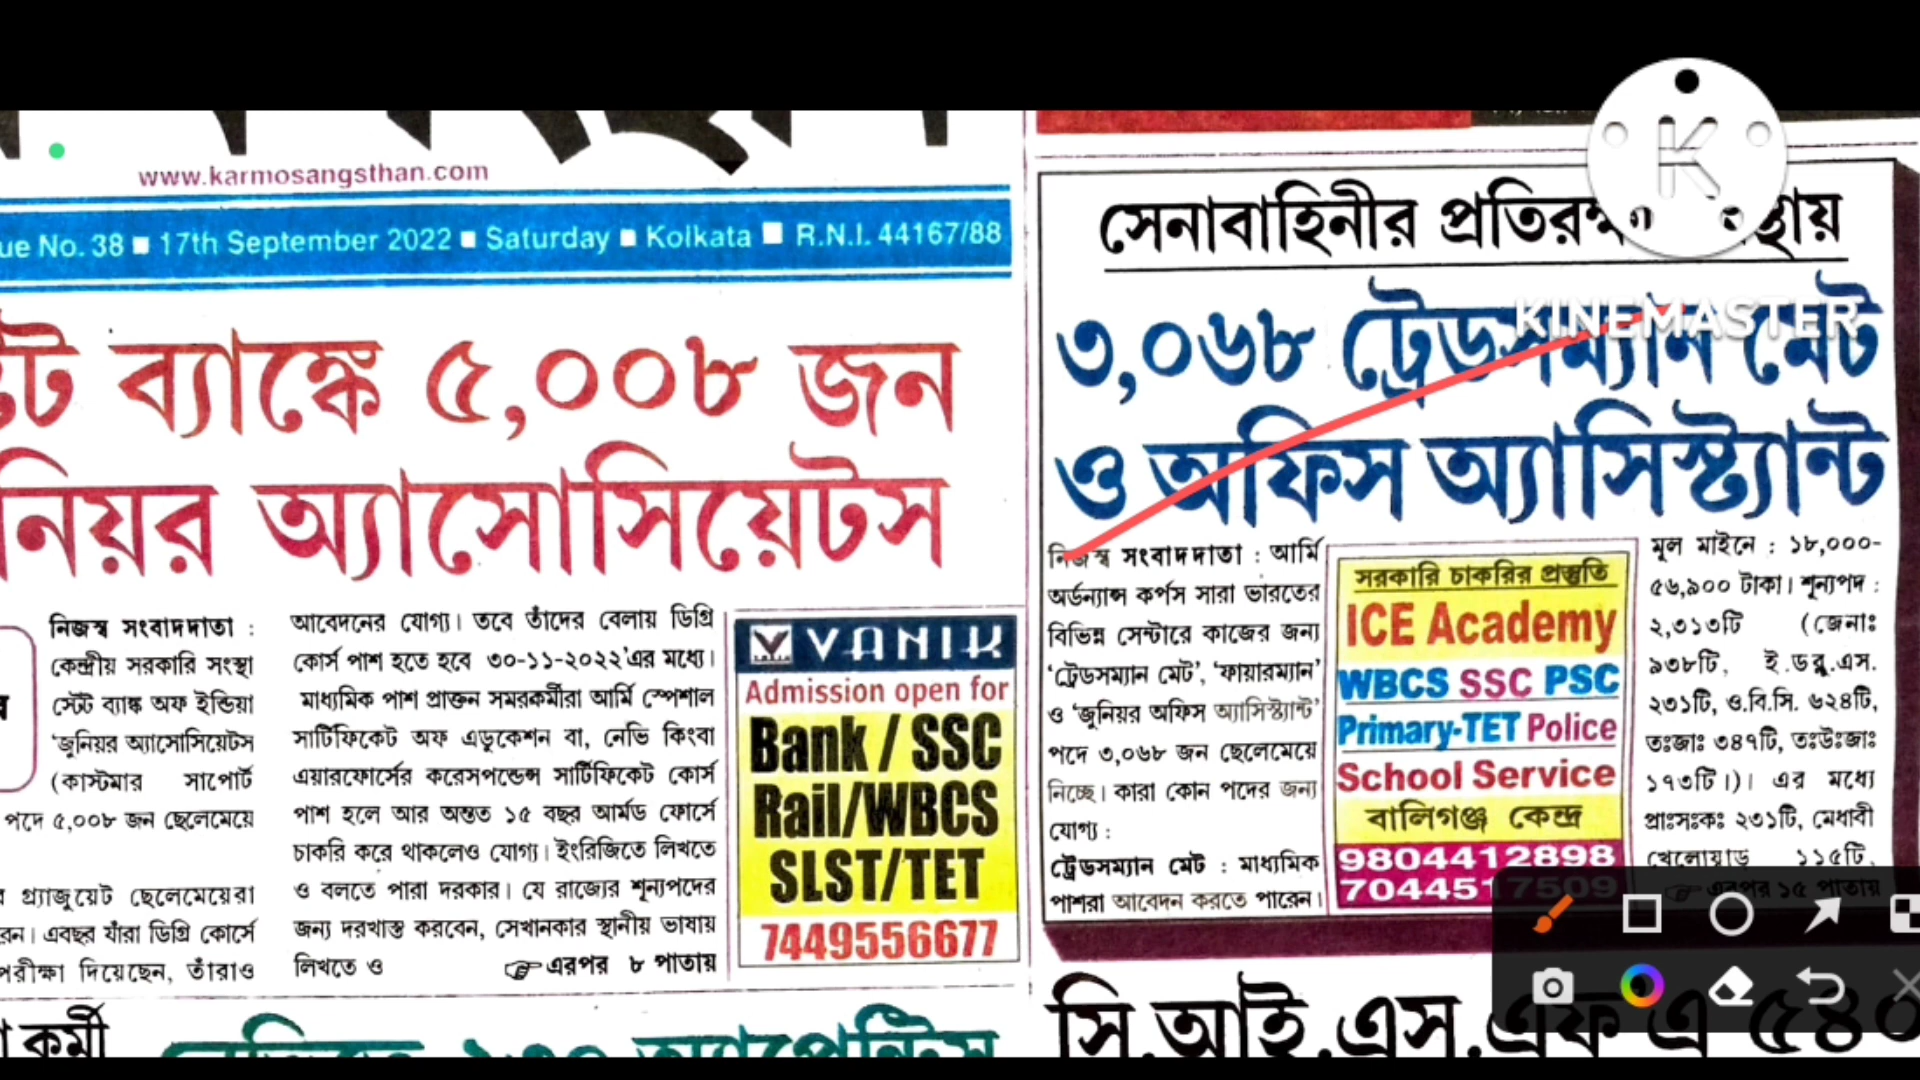 www.karmosangsthan.com
ue No. 38 ■ 17th September 2022 ■ Saturday ■ Kolkata ■ R.N.I. 44167/88
ব্যাঙ্কে ৫,০০৮ জন
নিয়র অ্যাসোসিয়েটস
নিজস্ব সংবাদদাতা :
কেন্দ্রীয় সরকারি সংস্থা
স্টেট ব্যাঙ্ক অফ ইন্ডিয়া
'জুনিয়র অ্যাসোসিয়েটস
(কাস্টমার সাপোর্ট
পদে ৫,০০৮ জন ছেলেমেয়ে
গ্র্যাজুয়েট ছেলেমেয়েরা
রেন। এবছর যাঁরা ডিগ্রি কোর্সে
পরীক্ষা দিয়েছেন, তাঁরাও
আবেদনের যোগ্য। তবে তাঁদের বেলায় ডিগ্রি
কোর্স পাশ হতে হবে ৩০-১১-২০২২'এর মধ্যে।
মাধ্যমিক পাশ প্রাক্তন সমরকর্মীরা আর্মি স্পেশাল
সার্টিফিকেট অফ এডুকেশন বা, নেভি কিংবা
এয়ারফোর্সের করেসপন্ডেন্স সার্টিফিকেট কোর্স
পাশ হলে আর অন্তত ১৫ বছর আর্মড ফোর্সে
চাকরি করে থাকলেও যোগ্য। ইংরিজিতে লিখতে
ও বলতে পারা দরকার। যে রাজ্যের শূন্যপদের
জন্য দরখাস্ত করবেন, সেখানকার স্থানীয় ভাষায়
লিখতে ও ☞ এরপর ৮ পাতায়
VANIK
Admission open for
Bank / SSC
Rail/WBCS
SLST/TET
7449556677
কর্মী
সেনাবাহিনীর
৩,০৬৮ ট্রেডসম্যান মেট
ও অফিস অ্যাসিস্ট্যান্ট
KINEMASTER
নিজস্ব সংবাদদাতা : আর্মি
অর্ডন্যান্স কর্পস সারা ভারতের
বিভিন্ন সেন্টারে কাজের জন্য
'ট্রেডসম্যান মেট', 'ফায়ারম্যান'
ও 'জুনিয়র অফিস অ্যাসিস্ট্যান্ট'
পদে ৩,০৬৮ জন ছেলেমেয়ে
নিচ্ছে। কারা কোন পদের জন্য
যোগ্য :
ট্রেডসম্যান মেট : মাধ্যমিক
পাশরা আবেদন করতে পারেন।
সরকারি চাকরির প্রস্তুতি
ICE Academy
WBCS SSC PSC
Primary-TET Police
School Service
বালিগঞ্জ কেন্দ্র
9804412898
7044517509
মূল মাইনে : ১৮,০০০-
৫৬,৯০০ টাকা। শূন্যপদ :
২,৩১৩টি (জেনাঃ
৯৩৮টি, ই.ডব্লু.এস.
২৩১টি, ও.বি.সি. ৬২৪টি,
তঃজাঃ ৩৪৭টি, তঃউঃজাঃ
১৭৩টি।)। এর মধ্যে
প্রাঃসঃকঃ ২৩১টি, মেধাবী
খেলোয়াড় ১১৫টি,
☞ এরপর ১৫ পাতায়
সি.আই.এস.এফ এ ৫৪০